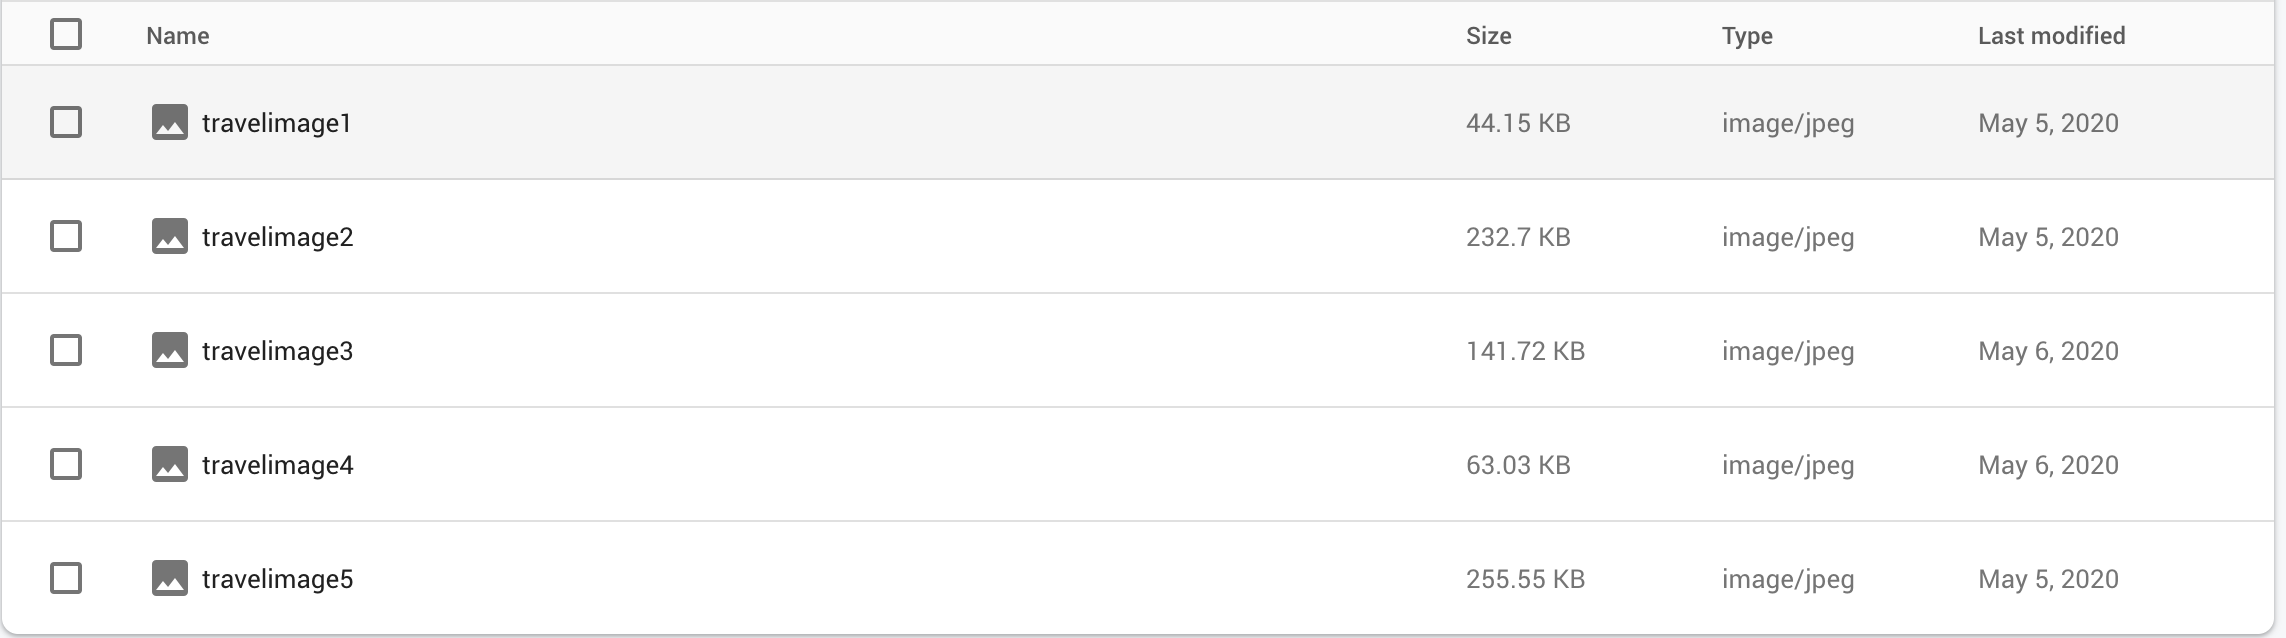 Name Size Type Last modified
travelimage1 44.15 KB image/jpeg May 5, 2020
travelimage2 232.7 KB image/jpeg May 5, 2020
travelimage3 141.72 KB image/jpeg May 6, 2020
travelimage4 63.03 KB image/jpeg May 6, 2020
travelimage5 255.55 KB image/jpeg May 5, 2020